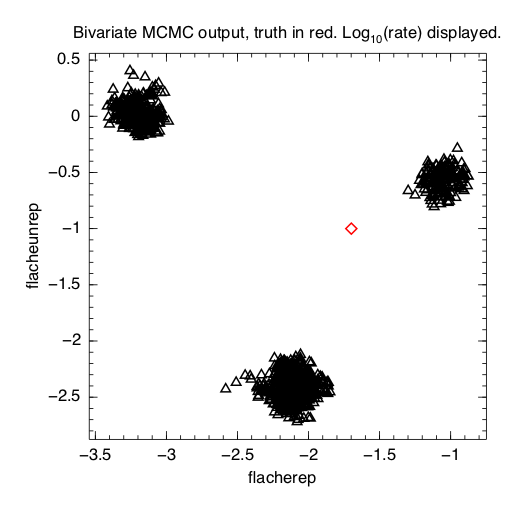 Bivariate MCMC output, truth in red. Log10(rate) displayed.
0.5
0
−0.5
−1
−1.5
−2
−2.5
flacheunrep
−3.5 −3 −2.5 −2 −1.5 −1
flacherep